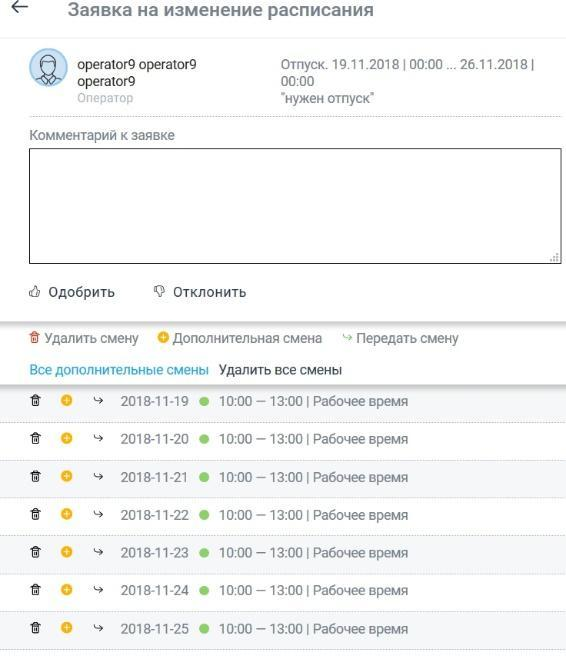 Заявка на изменение расписания
operator9 operator9
operator9
Оператор
Отпуск. 19.11.2018 | 00:00 ... 26.11.2018 |
00:00
"нужен отпуск"
Комментарий к заявке
Одобрить Отклонить
Удалить смену Дополнительная смена Передать смену
Все дополнительные смены Удалить все смены
2018-11-19 10:00 — 13:00 | Рабочее время
2018-11-20 10:00 — 13:00 | Рабочее время
2018-11-21 10:00 — 13:00 | Рабочее время
2018-11-22 10:00 — 13:00 | Рабочее время
2018-11-23 10:00 — 13:00 | Рабочее время
2018-11-24 10:00 — 13:00 | Рабочее время
2018-11-25 10:00 — 13:00 | Рабочее время